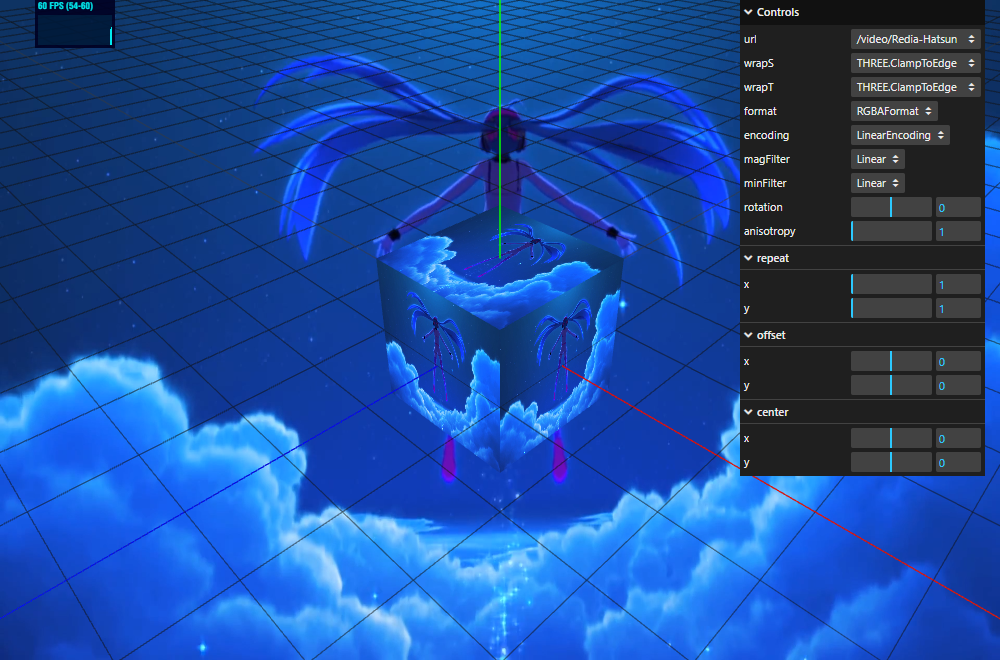 60 FPS (54-60)
Controls
url /video/Redia-Hatsun
wrapS THREE.ClampToEdge
wrapT THREE.ClampToEdge
format RGBAFormat
encoding LinearEncoding
magFilter Linear
minFilter Linear
rotation 0
anisotropy 1
repeat
x 1
y 1
offset
x 0
y 0
center
x 0
y 0